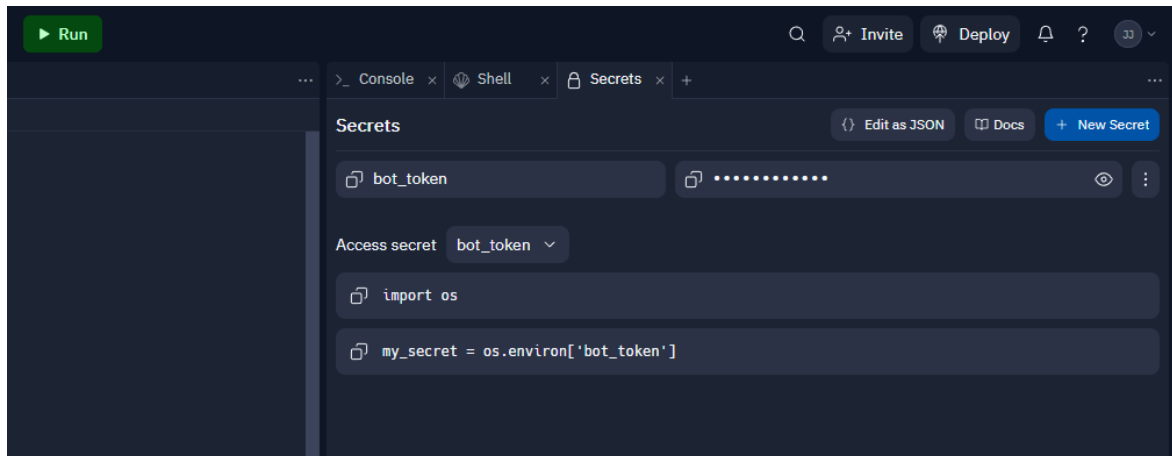 Run
Invite
Deploy
?
JJ
>_ Console × Shell × Secrets × +
Secrets
{} Edit as JSON
Docs
+ New Secret
bot_token
••••••••••••
Access secret bot_token
import os
my_secret = os.environ['bot_token']